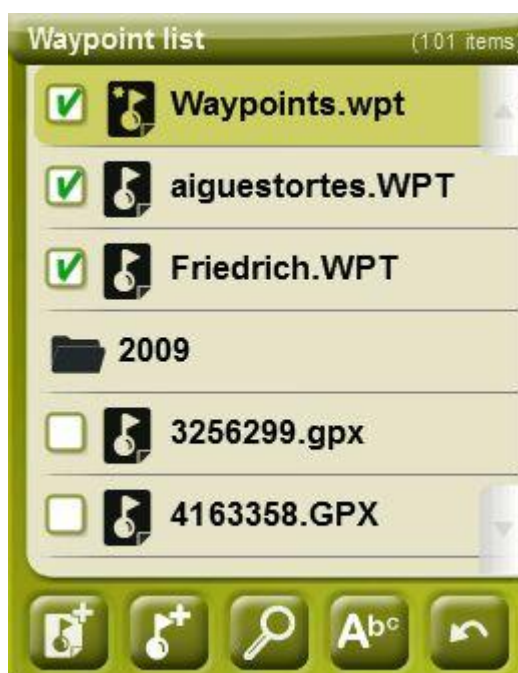 Waypoint list (101 items)
Waypoints.wpt
aiguestortes.WPT
Friedrich.WPT
2009
3256299.gpx
4163358.GPX
Abc